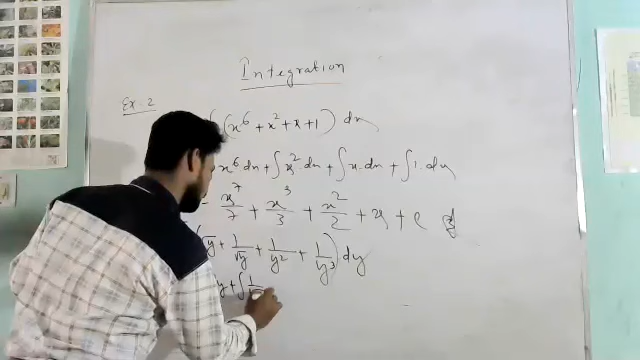 Integration
Ex. 2
∫(x⁶ + x² + x + 1) dx
x⁶ dx + ∫x² dx + ∫x dx + ∫1. dx
x⁷/7 + x³/3 + x²/2 + x + c
(√y + 1/√y + 1/y² + 1/y³) dy
y + ∫1/